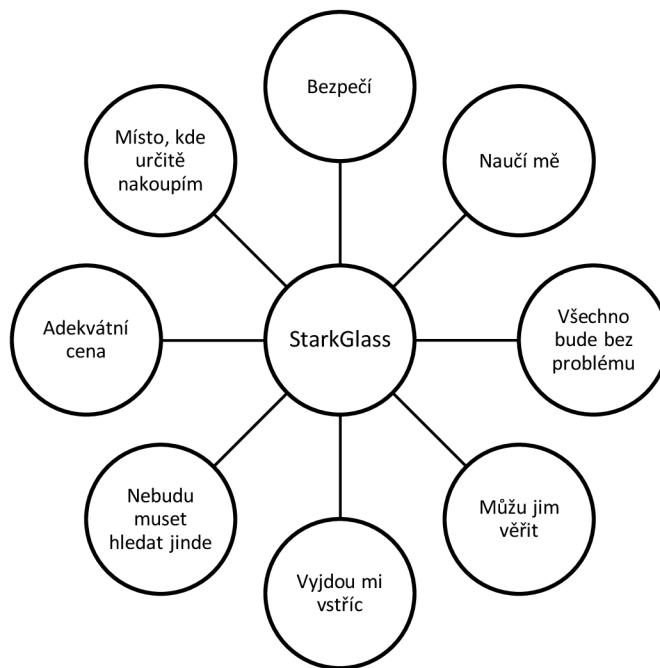 Bezpečí
Naučí mě
Všechno
bude bez
problému
Můžu jim
věřit
Vyjdou mi
vstříc
Nebudu
muset
hledat jinde
Adekvátní
cena
Místo, kde
určitě
nakoupím
StarkGlass